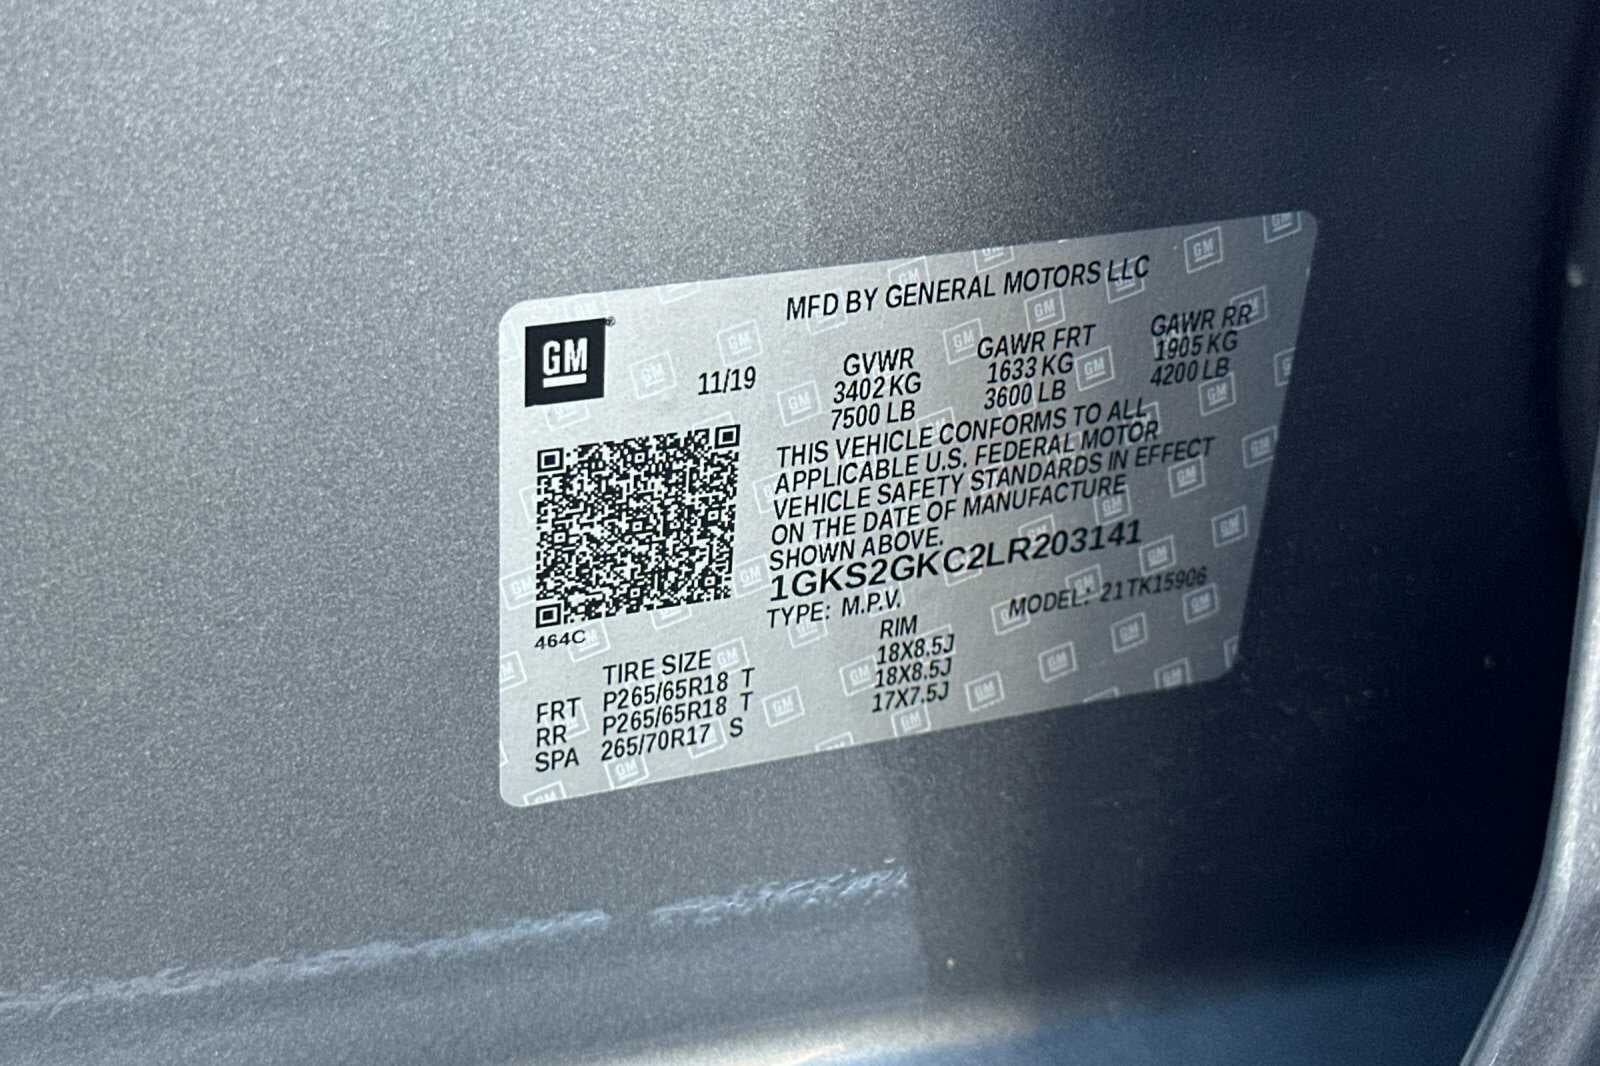 MFD BY GENERAL MOTORS LLC
GM®
11/19
GVWR GAWR FRT GAWR RR
3402 KG 1633 KG 1905 KG
7500 LB 3600 LB 4200 LB
THIS VEHICLE CONFORMS TO ALL
APPLICABLE U.S. FEDERAL MOTOR
VEHICLE SAFETY STANDARDS IN EFFECT
ON THE DATE OF MANUFACTURE
SHOWN ABOVE.
1GKS2GKC2LR203141
TYPE: M.P.V. MODEL: 21TK15906
464C
TIRE SIZE RIM
FRT P265/65R18 T 18X8.5J
RR P265/65R18 T 18X8.5J
SPA 265/70R17 S 17X7.5J